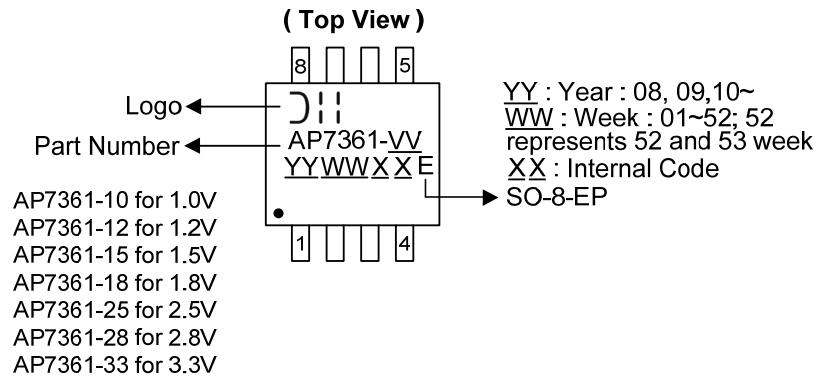 ( Top View )
8 5
Logo
AP7361-VV
Part Number
YYWWXXE
YY : Year : 08, 09,10~
WW : Week : 01~52; 52
represents 52 and 53 week
XX : Internal Code
SO-8-EP
1 4
AP7361-10 for 1.0V
AP7361-12 for 1.2V
AP7361-15 for 1.5V
AP7361-18 for 1.8V
AP7361-25 for 2.5V
AP7361-28 for 2.8V
AP7361-33 for 3.3V